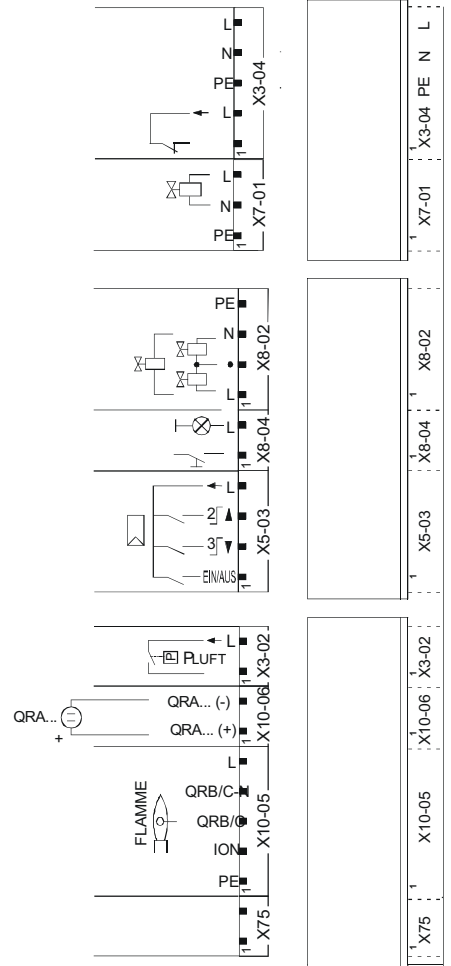 L
N
PE
L
1
X3-04
L
N
PE
1
X7-01
PE
N
L
1
X8-02
L
1
X8-04
L
2
3
EIN/AUS
1
X5-03
L
P PLUFT
1
X3-02
QRA... (-)
QRA... (+)
QRA...
+
1
X10-06
L
QRB/C-
QRB/C
ION
PE
FLAMME
1
X10-05
1
X75
L
N
PE
1 X3-04
1 X7-01
1 X8-02
1 X8-04
1 X5-03
1 X3-02
1 X10-06
1 X10-05
1 X75